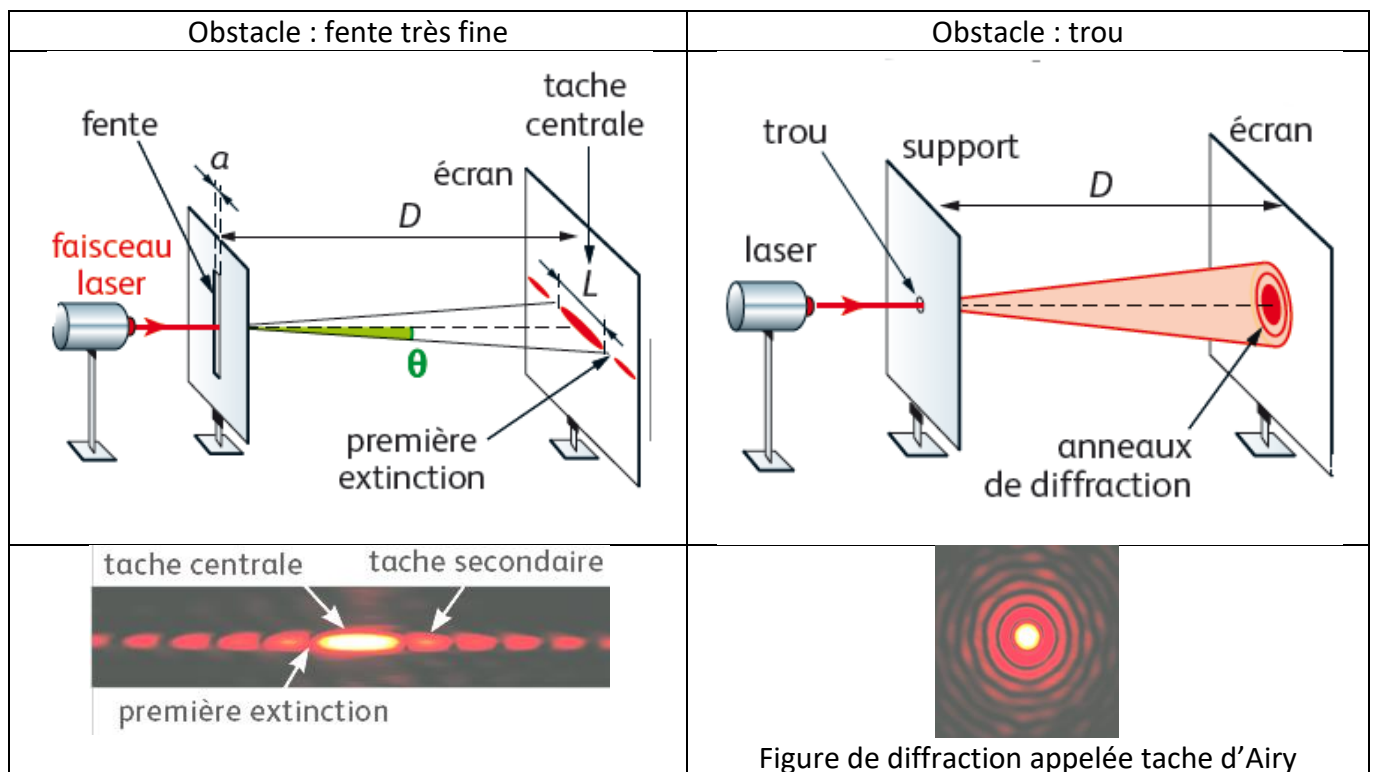 Obstacle : fente très fine
tache
centrale
fente
a
écran
D
faisceau
laser
L
θ
première
extinction
tache centrale
tache secondaire
première extinction
Obstacle : trou
trou
support
écran
D
laser
anneaux
de diffraction
Figure de diffraction appelée tache d’Airy